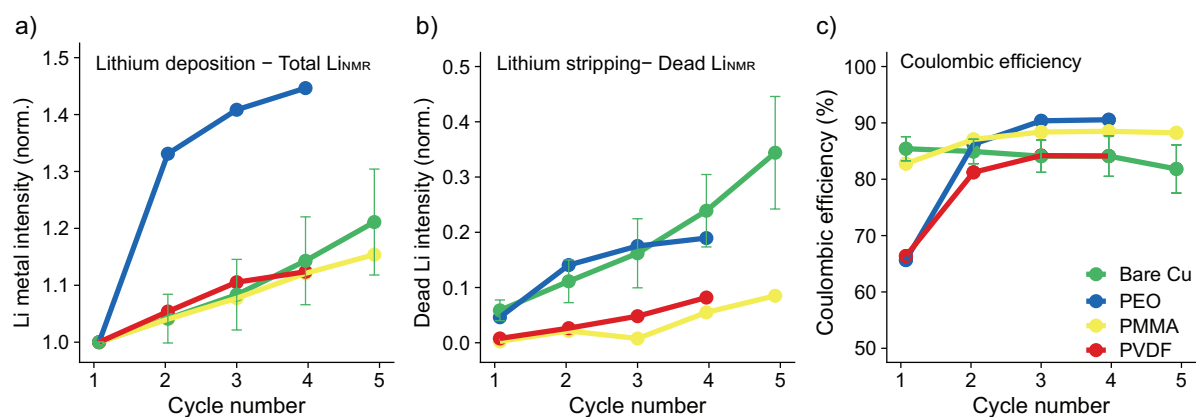 a)
Lithium deposition – Total LiNMR
Li metal intensity (norm.)
1.5
1.4
1.3
1.2
1.1
1.0
1 2 3 4 5
Cycle number
b)
Lithium stripping– Dead LiNMR
Dead Li intensity (norm.)
0.5
0.4
0.3
0.2
0.1
0.0
1 2 3 4 5
Cycle number
c)
Coulombic efficiency
Coulombic efficiency (%)
100
90
80
70
60
50
1 2 3 4 5
Cycle number
Bare Cu
PEO
PMMA
PVDF